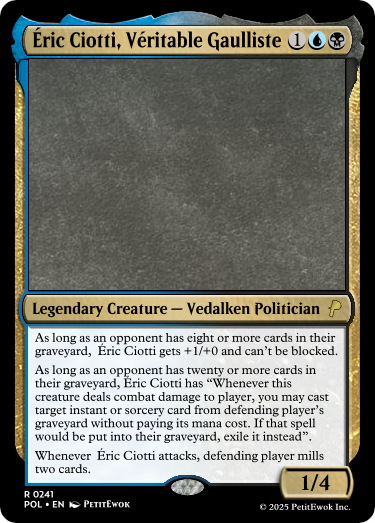 Éric Ciotti, Véritable Gaulliste 1
Legendary Creature — Vedalken Politician
As long as an opponent has eight or more cards in their
graveyard,  Éric Ciotti gets +1/+0 and can't be blocked.
As long as an opponent has twenty or more cards in
their graveyard, Éric Ciotti has “Whenever this
creature deals combat damage to player, you may cast
target instant or sorcery card from defending player's
graveyard without paying its mana cost. If that spell
would be put into their graveyard, exile it instead”.
Whenever  Éric Ciotti attacks, defending player mills
two cards.
1/4
R 0241
POL • EN PetitEwok
© 2025 PetitEwok Inc.